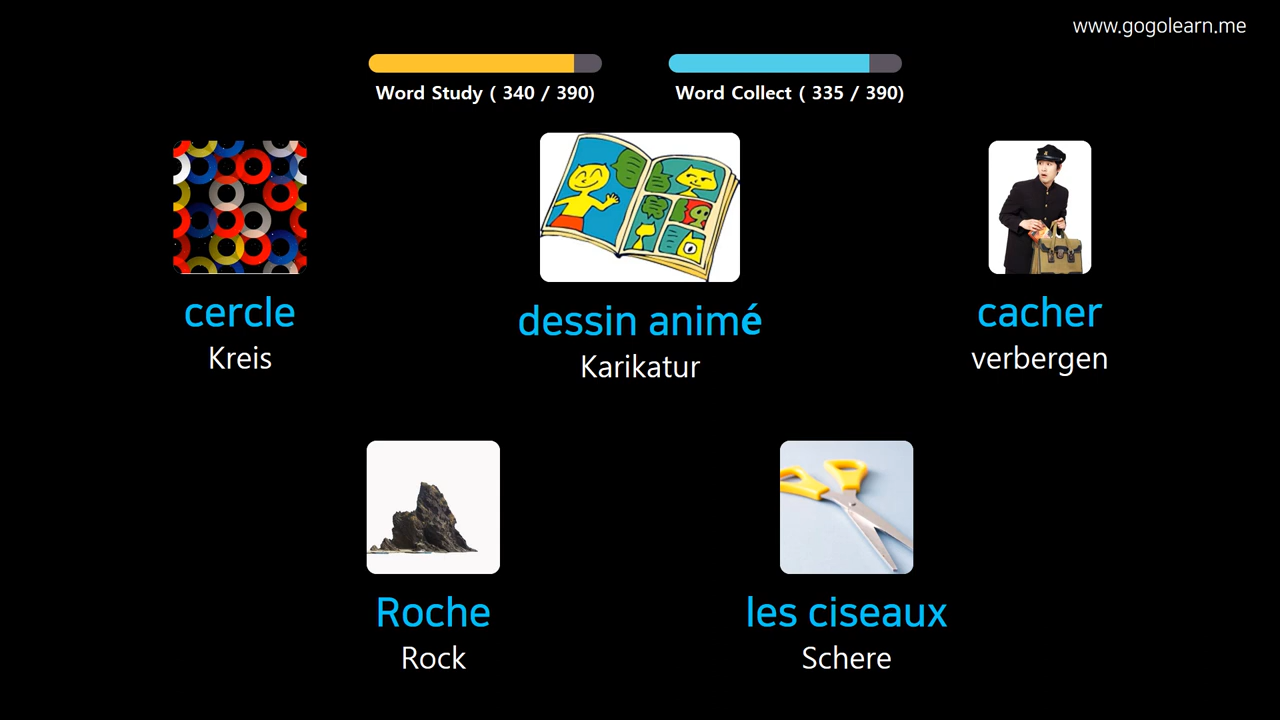 www.gogolearn.me
Word Study ( 340 / 390)
Word Collect ( 335 / 390)
cercle
Kreis
dessin animé
Karikatur
cacher
verbergen
Roche
Rock
les ciseaux
Schere